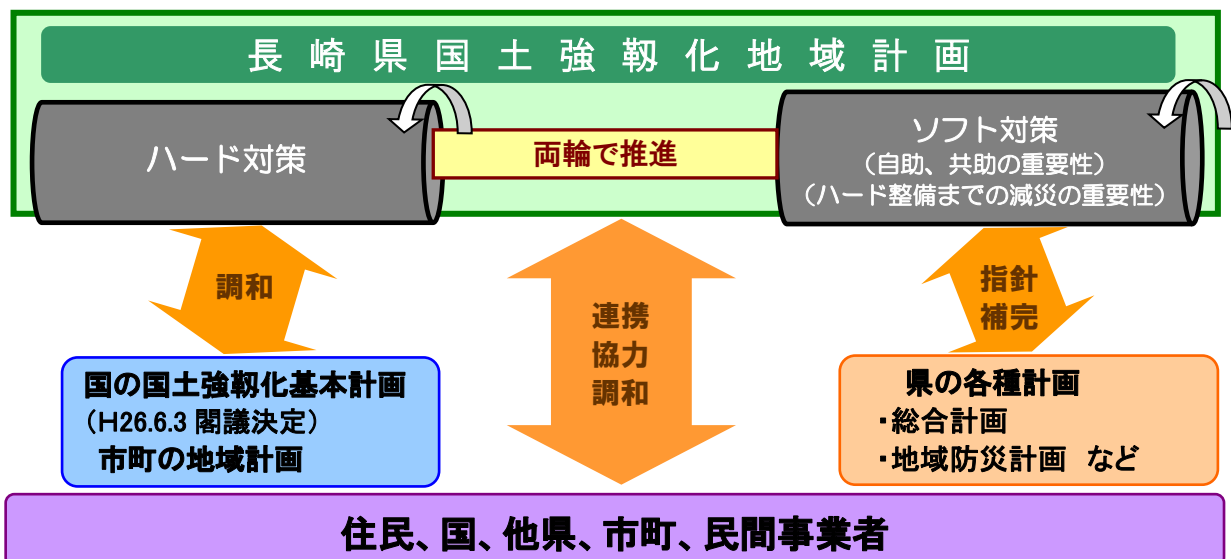 長崎県国土強靱化地域計画
ハード対策
両輪で推進
ソフト対策
（自助、共助の重要性）
（ハード整備までの減災の重要性）
調和
連携
協力
調和
指針
補完
国の国土強靱化基本計画
（H26.6.3 閣議決定）
市町の地域計画
県の各種計画
・総合計画
・地域防災計画 など
住民、国、他県、市町、民間事業者